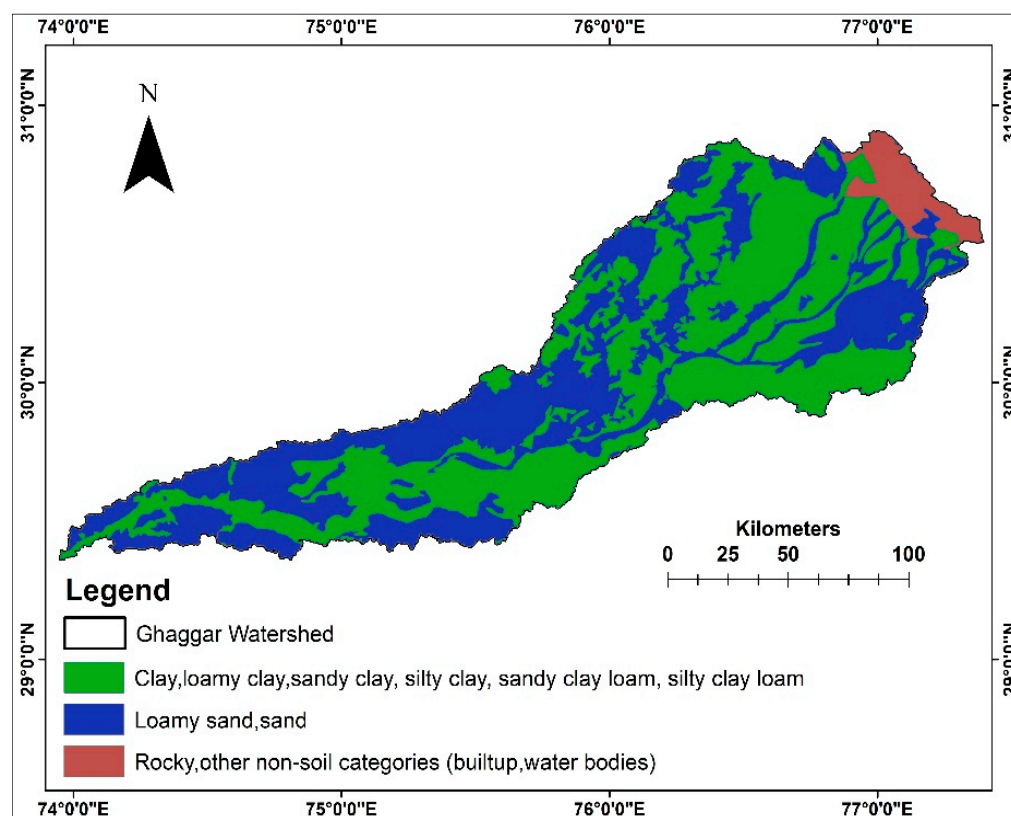 74°0'0"E 75°0'0"E 76°0'0"E 77°0'0"E
N
31°0'0"N 31°0'0"N
30°0'0"N 30°0'0"N
29°0'0"N 29°0'0"N
Kilometers
0 25 50 100
Legend
Ghaggar Watershed
Clay,loamy clay,sandy clay, silty clay, sandy clay loam, silty clay loam
Loamy sand,sand
Rocky,other non-soil categories (builtup,water bodies)
74°0'0"E 75°0'0"E 76°0'0"E 77°0'0"E